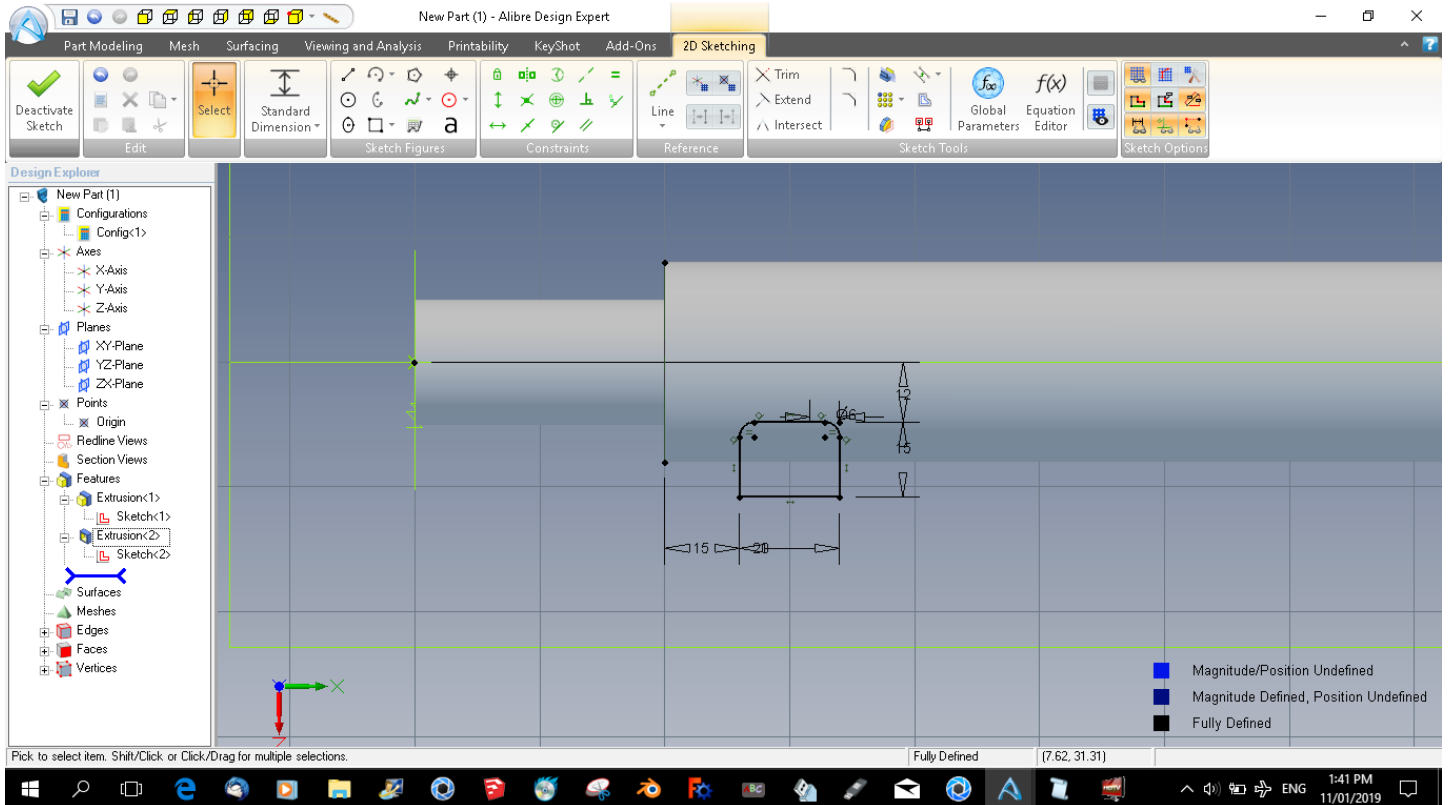 New Part (1) - Alibre Design Expert
Part Modeling Mesh Surfacing Viewing and Analysis Printability KeyShot Add-Ons 2D Sketching
Deactivate Sketch
Select
Standard Dimension
a
Line
Trim
Extend
Intersect
Global Parameters
f(x)
Equation Editor
Edit Sketch Figures Constraints Reference Sketch Tools Sketch Options
Design Explorer
New Part (1)
Configurations
Config<1>
Axes
X-Axis
Y-Axis
Z-Axis
Planes
XY-Plane
YZ-Plane
ZX-Plane
Points
Origin
Redline Views
Section Views
Features
Extrusion<1>
Sketch<1>
Extrusion<2>
Sketch<2>
Surfaces
Meshes
Edges
Faces
Vertices
12
15
15
X
Z
Magnitude/Position Undefined
Magnitude Defined, Position Undefined
Fully Defined
Pick to select item. Shift/Click or Click/Drag for multiple selections.
Fully Defined
(7.62, 31.31)
ENG
1:41 PM
11/01/2019